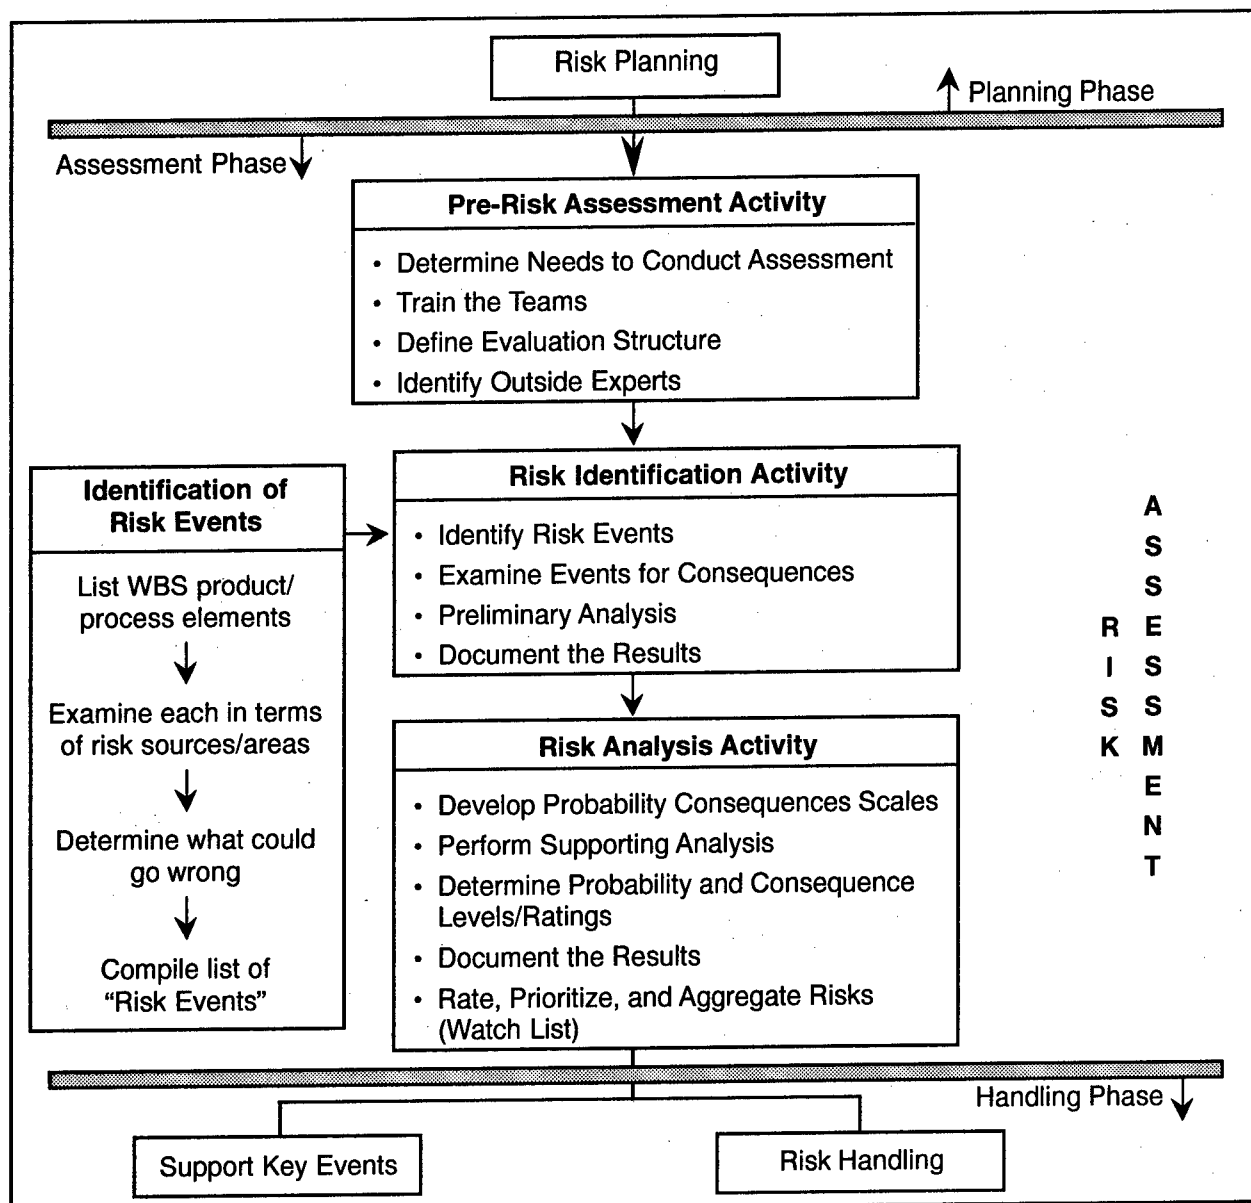 Risk Planning
Planning Phase
Assessment Phase
Pre-Risk Assessment Activity
• Determine Needs to Conduct Assessment
• Train the Teams
• Define Evaluation Structure
• Identify Outside Experts
Identification of
Risk Events
List WBS product/
process elements
Examine each in terms
of risk sources/areas
Determine what could
go wrong
Compile list of
“Risk Events”
Risk Identification Activity
• Identify Risk Events
• Examine Events for Consequences
• Preliminary Analysis
• Document the Results
Risk Analysis Activity
• Develop Probability Consequences Scales
• Perform Supporting Analysis
• Determine Probability and Consequence
Levels/Ratings
• Document the Results
• Rate, Prioritize, and Aggregate Risks
(Watch List)
RISK
ASSESSMENT
Handling Phase
Support Key Events
Risk Handling